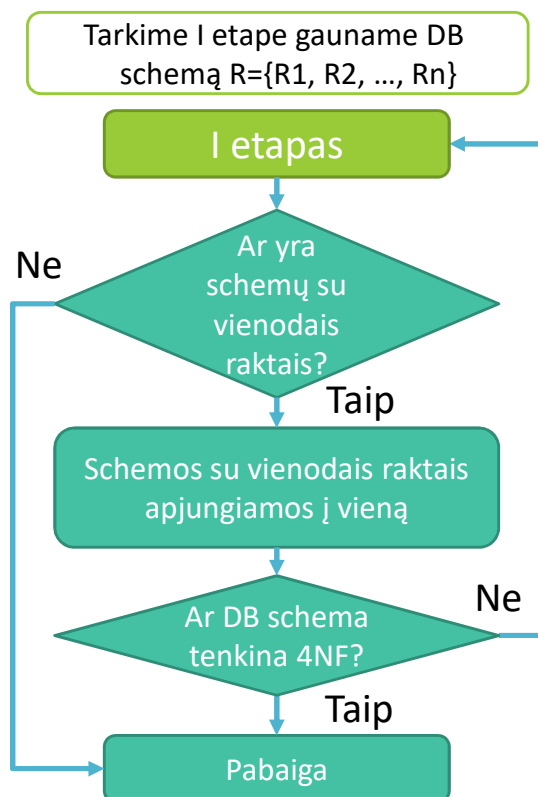 Tarkime I etape gauname DB
schemą R={R1, R2, …, Rn}
I etapas
Ar yra
schemų su
vienodais
raktais?
Ne
Taip
Schemos su vienodais raktais
apjungiamos į vieną
Ar DB schema
tenkina 4NF?
Ne
Taip
Pabaiga